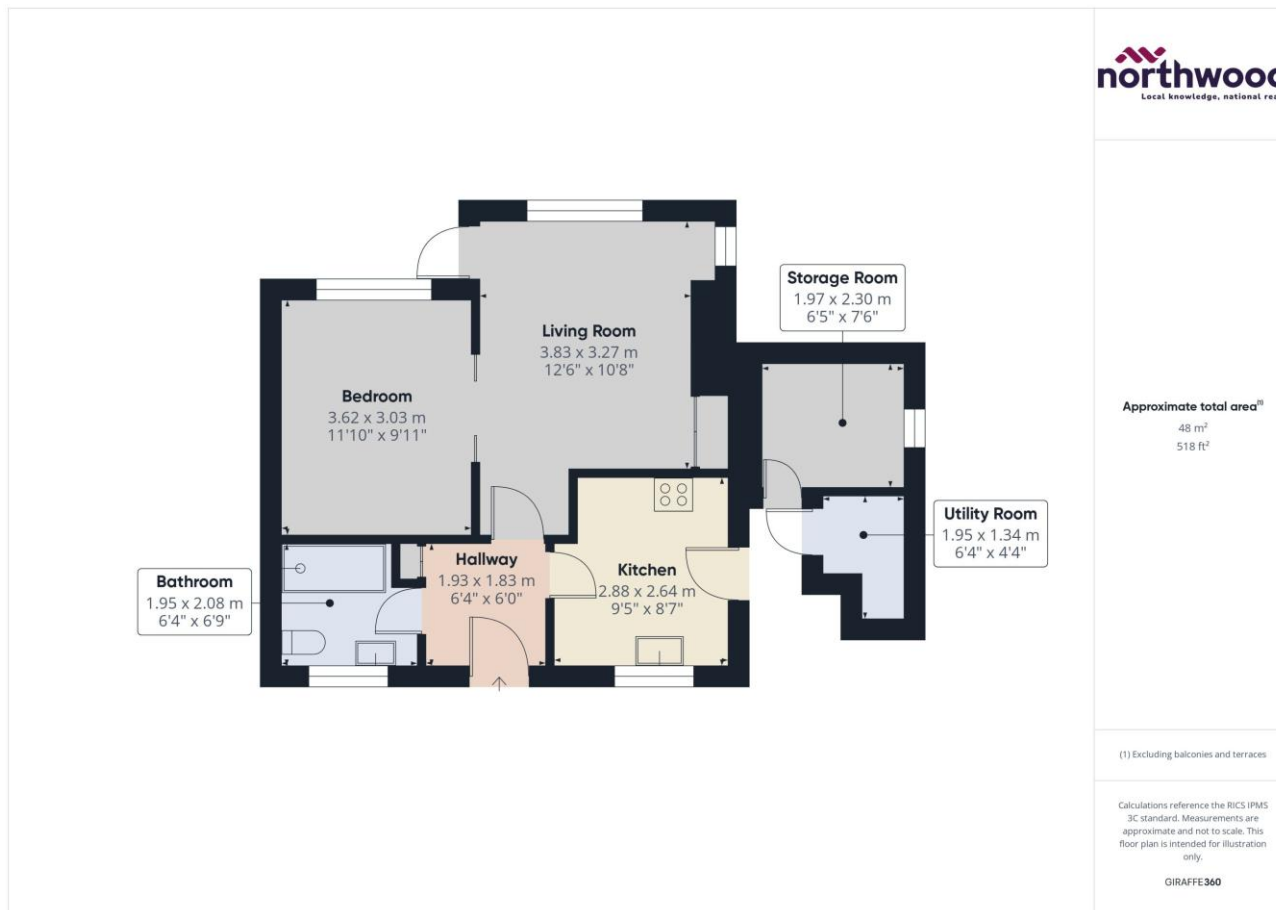 northwood
Local knowledge, national
Storage Room
1.97 x 2.30 m
6'5" x 7'6"
Living Room
3.83 x 3.27 m
12'6" x 10'8"
Bedroom
3.62 x 3.03 m
11'10" x 9'11"
Approximate total area(1)
48 m²
518 ft²
Utility Room
1.95 x 1.34 m
6'4" x 4'4"
Hallway
1.93 x 1.83 m
6'4" x 6'0"
Kitchen
2.88 x 2.64 m
9'5" x 8'7"
Bathroom
1.95 x 2.08 m
6'4" x 6'9"
(1) Excluding balconies and terraces
Calculations reference the RICS IPMS
3C standard. Measurements are
approximate and not to scale. This
floor plan is intended for illustration
only.
GIRAFFE360